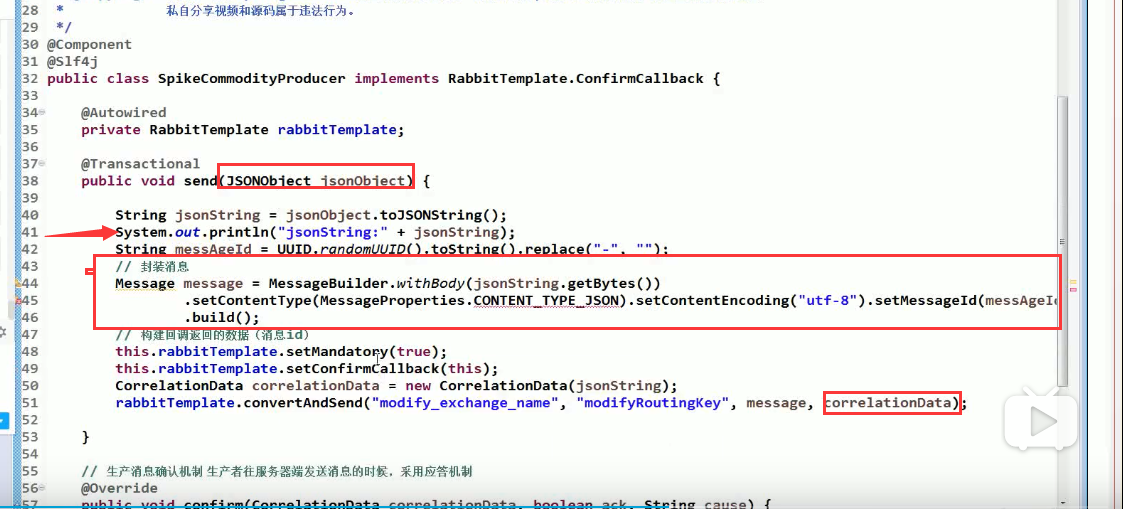 28 * 私自分享视频和源码属于违法行为。
29 */
30 @Component
31 @Slf4j
32 public class SpikeCommodityProducer implements RabbitTemplate.ConfirmCallback {
33
34 @Autowired
35 private RabbitTemplate rabbitTemplate;
36
37 @Transactional
38 public void send(JSONObject jsonObject) {
39
40 String jsonString = jsonObject.toJSONString();
41 System.out.println("jsonString:" + jsonString);
42 String messAgeId = UUID.randomUUID().toString().replace("-", "");
43 // 封装消息
44 Message message = MessageBuilder.withBody(jsonString.getBytes())
45 .setContentType(MessageProperties.CONTENT_TYPE_JSON).setContentEncoding("utf-8").setMessageId(messAgeId
46 .build();
47 // 构建回调返回的数据（消息id）
48 this.rabbitTemplate.setMandatory(true);
49 this.rabbitTemplate.setConfirmCallback(this);
50 CorrelationData correlationData = new CorrelationData(jsonString);
51 rabbitTemplate.convertAndSend("modify_exchange_name", "modifyRoutingKey", message, correlationData);
52
53 }
54
55 // 生产消息确认机制 生产者往服务器端发送消息的时候，采用应答机制
56 @Override
57 public void confirm(CorrelationData correlationData, boolean ack, String cause) {